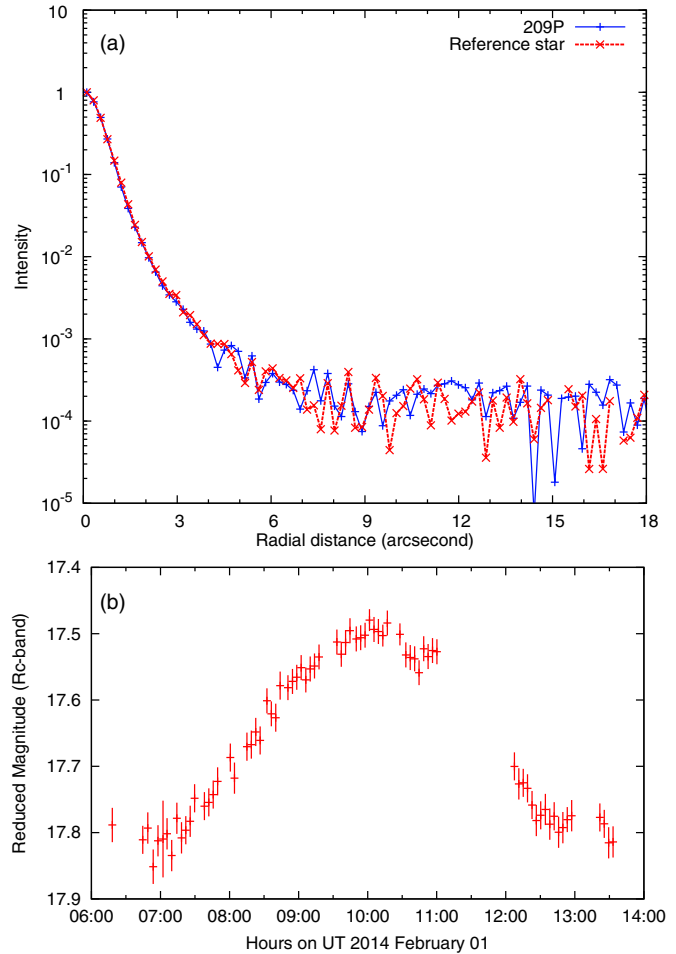 (a)
209P
Reference star
10
1
10-1
10-2
10-3
10-4
10-5
Intensity
0 3 6 9 12 15 18
Radial distance (arcsecond)
(b)
17.4
17.5
17.6
17.7
17.8
17.9
Reduced Magnitude (Rc-band)
06:00 07:00 08:00 09:00 10:00 11:00 12:00 13:00 14:00
Hours on UT 2014 February 01